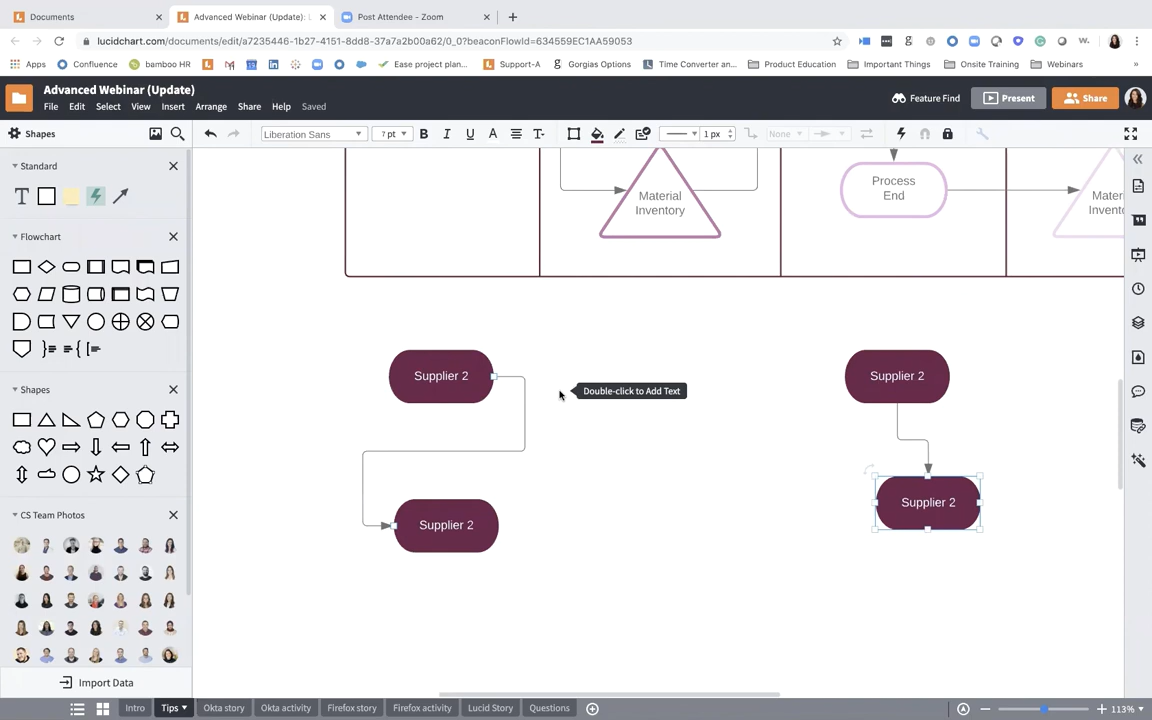 Documents
Advanced Webinar (Update):
Post Attendee - Zoom
lucidchart.com/documents/edit/a7235446-1b27-4151-8dd8-37a7a2b00a62/0_0?beaconFlowId=634559EC1AA59053
Apps
Confluence
bamboo HR
Ease project plan...
Support-A
Gorgias Options
TIme Converter an...
Product Education
Important Things
Onsite Training
Webinars
»
Advanced Webinar (Update)
File Edit Select View Insert Arrange Share Help Saved
Feature Find
Present
Share
Shapes
Liberation Sans
? pt
B I U A T
1 px
None
Standard
T
Flowchart
Shapes
CS Team Photos
Import Data
Material
Inventory
Process
End
Supplier 2
Supplier 2
Double-click to Add Text
Supplier 2
Supplier 2
Intro
Tips
Okta story
Okta activity
Firefox story
Firefox activity
Lucid Story
Questions
113%